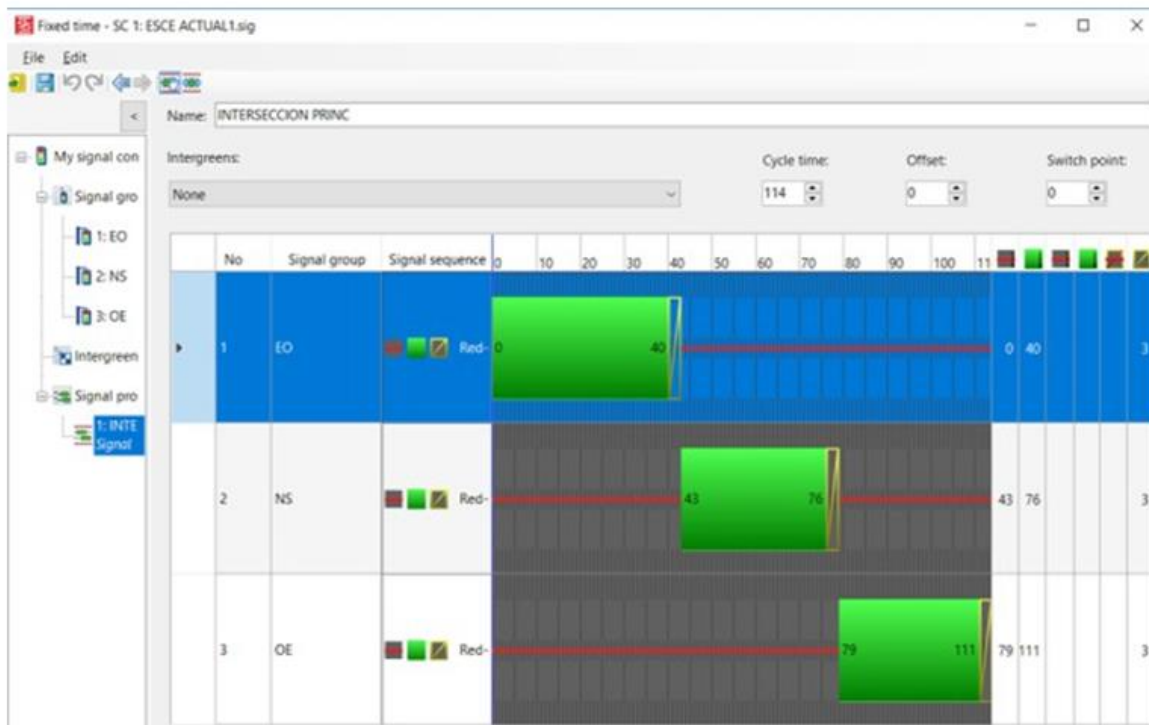 Fixed time - SC 1: ESCE ACTUAL1.sig
File Edit
<
Name: INTERSECCION PRINC
My signal con
Signal gro
1: EO
2: NS
3: OE
Intergreen
Signal pro
1: INTE
Signal
Intergreens:
None
Cycle time:
114
Offset:
0
Switch point:
0
No Signal group Signal sequence 0 10 20 30 40 50 60 70 80 90 100 11
1 EO Red- 0 40 0 40 3
2 NS Red- 43 76 43 76 3
3 OE Red- 79 111 79 111 3